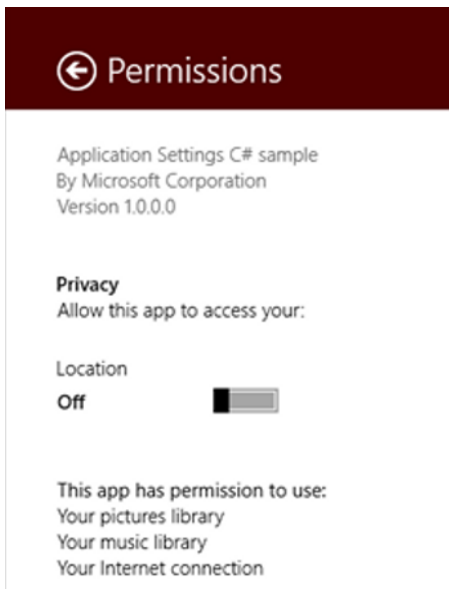 Permissions
Application Settings C# sample
By Microsoft Corporation
Version 1.0.0.0
Privacy
Allow this app to access your:
Location
Off
This app has permission to use:
Your pictures library
Your music library
Your Internet connection